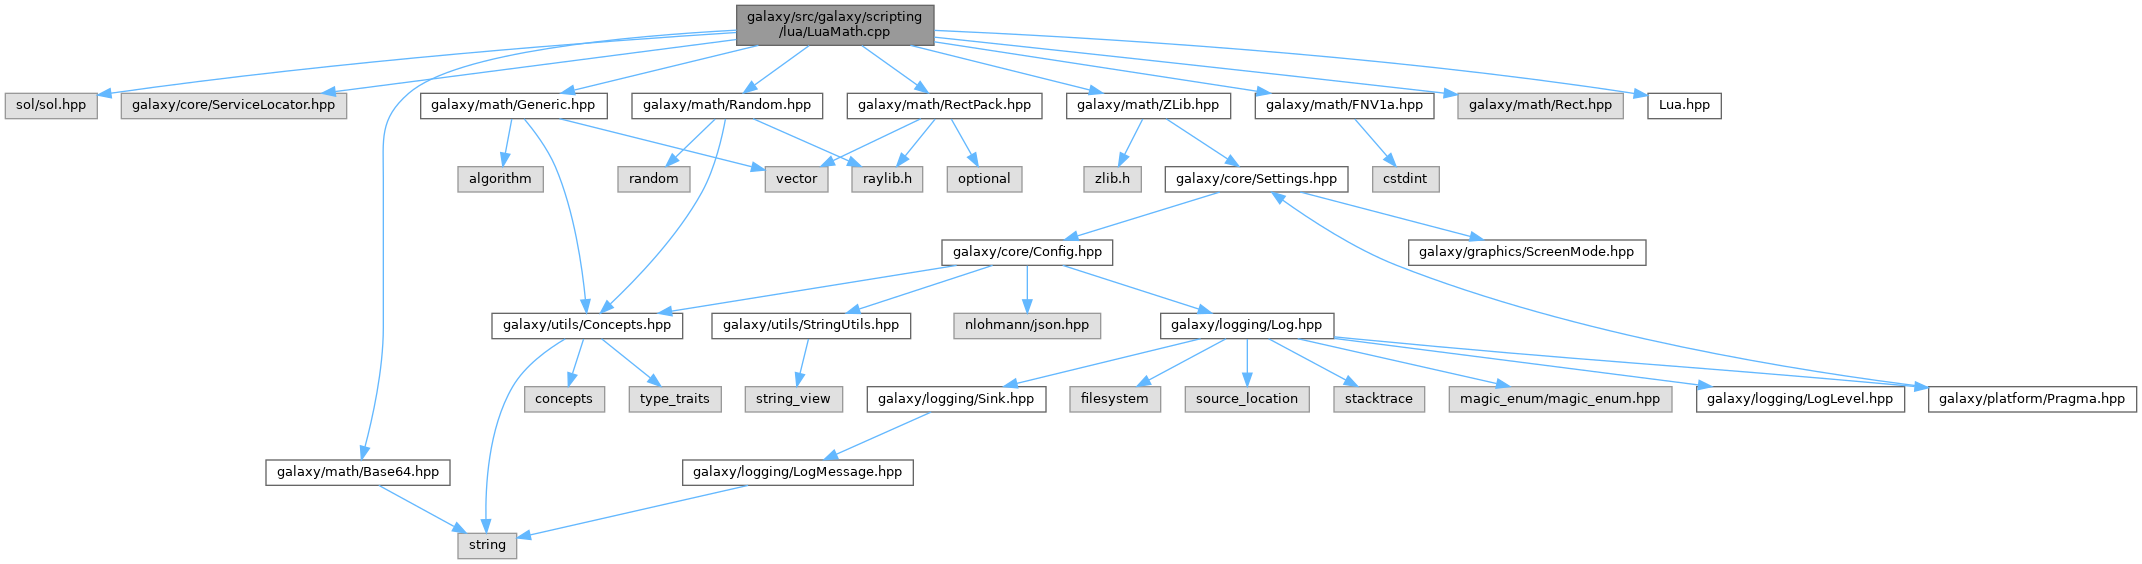 galaxy/src/galaxy/scripting
/lua/LuaMath.cpp
sol/sol.hpp
galaxy/core/ServiceLocator.hpp
galaxy/math/Generic.hpp
galaxy/math/Random.hpp
galaxy/math/RectPack.hpp
galaxy/math/ZLib.hpp
galaxy/math/FNV1a.hpp
galaxy/math/Rect.hpp
Lua.hpp
algorithm
random
vector
raylib.h
optional
zlib.h
galaxy/core/Settings.hpp
cstdint
galaxy/core/Config.hpp
galaxy/graphics/ScreenMode.hpp
galaxy/utils/Concepts.hpp
galaxy/utils/StringUtils.hpp
nlohmann/json.hpp
galaxy/logging/Log.hpp
concepts
type_traits
string_view
galaxy/logging/Sink.hpp
filesystem
source_location
stacktrace
magic_enum/magic_enum.hpp
galaxy/logging/LogLevel.hpp
galaxy/platform/Pragma.hpp
galaxy/math/Base64.hpp
galaxy/logging/LogMessage.hpp
string